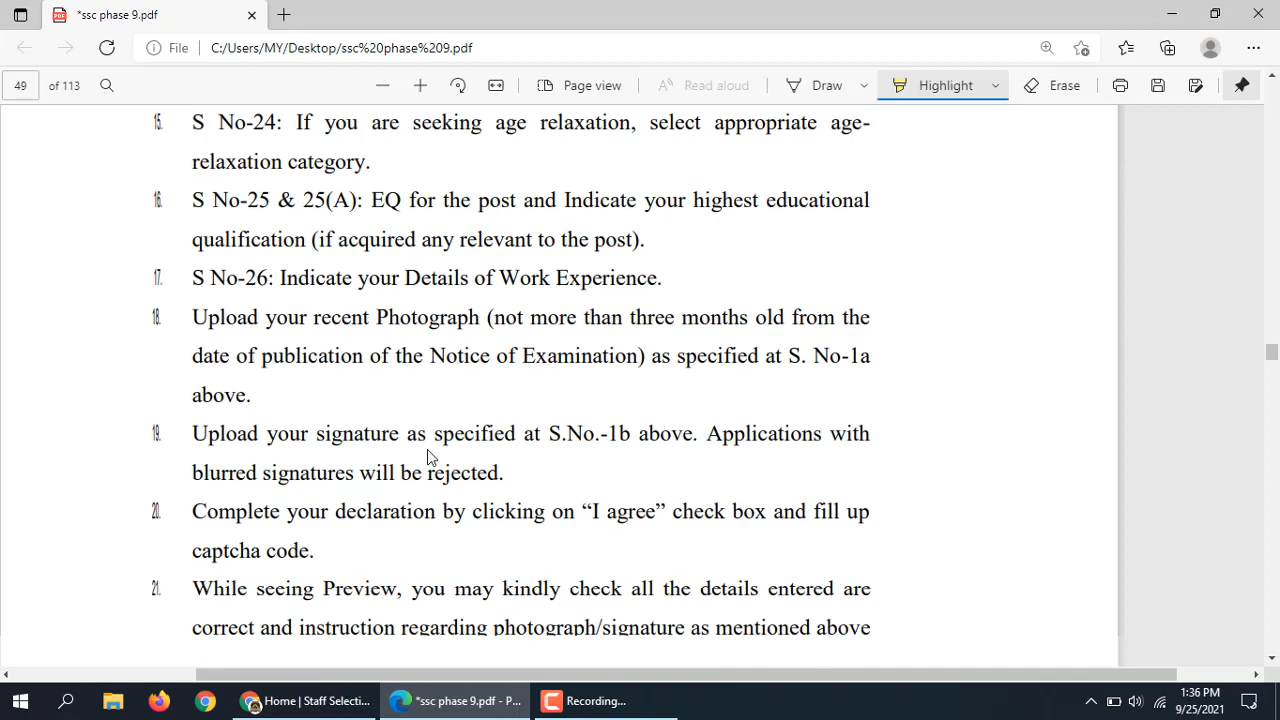 *ssc phase 9.pdf
File C:/Users/MY/Desktop/ssc%20phase%209.pdf
49 of 113 Page view Read aloud Draw Highlight Erase
15. S No-24: If you are seeking age relaxation, select appropriate age-
relaxation category.
16. S No-25 & 25(A): EQ for the post and Indicate your highest educational
qualification (if acquired any relevant to the post).
17. S No-26: Indicate your Details of Work Experience.
18. Upload your recent Photograph (not more than three months old from the
date of publication of the Notice of Examination) as specified at S. No-1a
above.
19. Upload your signature as specified at S.No.-1b above. Applications with
blurred signatures will be rejected.
20. Complete your declaration by clicking on “I agree” check box and fill up
captcha code.
21. While seeing Preview, you may kindly check all the details entered are
correct and instruction regarding photograph/signature as mentioned above
Home | Staff Selecti... *ssc phase 9.pdf - P... Recording... 1:36 PM
9/25/2021